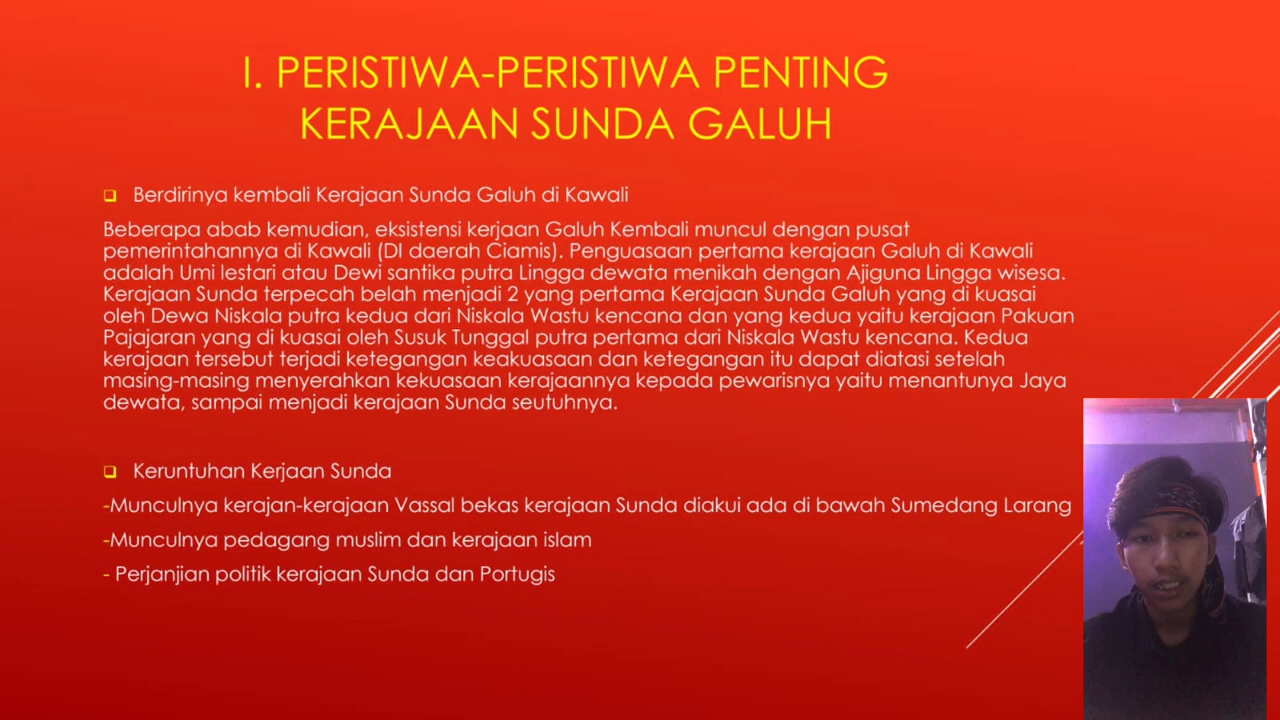 I. PERISTIWA-PERISTIWA PENTING
KERAJAAN SUNDA GALUH
Berdirinya kembali Kerajaan Sunda Galuh di Kawali
Beberapa abab kemudian, eksistensi kerjaan Galuh Kembali muncul dengan pusat
pemerintahannya di Kawali (DI daerah Ciamis). Penguasaan pertama kerajaan Galuh di Kawali
adalah Umi lestari atau Dewi santika putra Lingga dewata menikah dengan Ajiguna Lingga wisesa.
Kerajaan Sunda terpecah belah menjadi 2 yang pertama Kerajaan Sunda Galuh yang di kuasai
oleh Dewa Niskala putra kedua dari Niskala Wastu kencana dan yang kedua yaitu kerajaan Pakuan
Pajajaran yang di kuasai oleh Susuk Tunggal putra pertama dari Niskala Wastu kencana. Kedua
kerajaan tersebut terjadi ketegangan keakuasaan dan ketegangan itu dapat diatasi setelah
masing-masing menyerahkan kekuasaan kerajaannya kepada pewarisnya yaitu menantunya Jaya
dewata, sampai menjadi kerajaan Sunda seutuhnya.
Keruntuhan Kerjaan Sunda
-Munculnya kerajan-kerajaan Vassal bekas kerajaan Sunda diakui ada di bawah Sumedang Larang
-Munculnya pedagang muslim dan kerajaan islam
- Perjanjian politik kerajaan Sunda dan Portugis